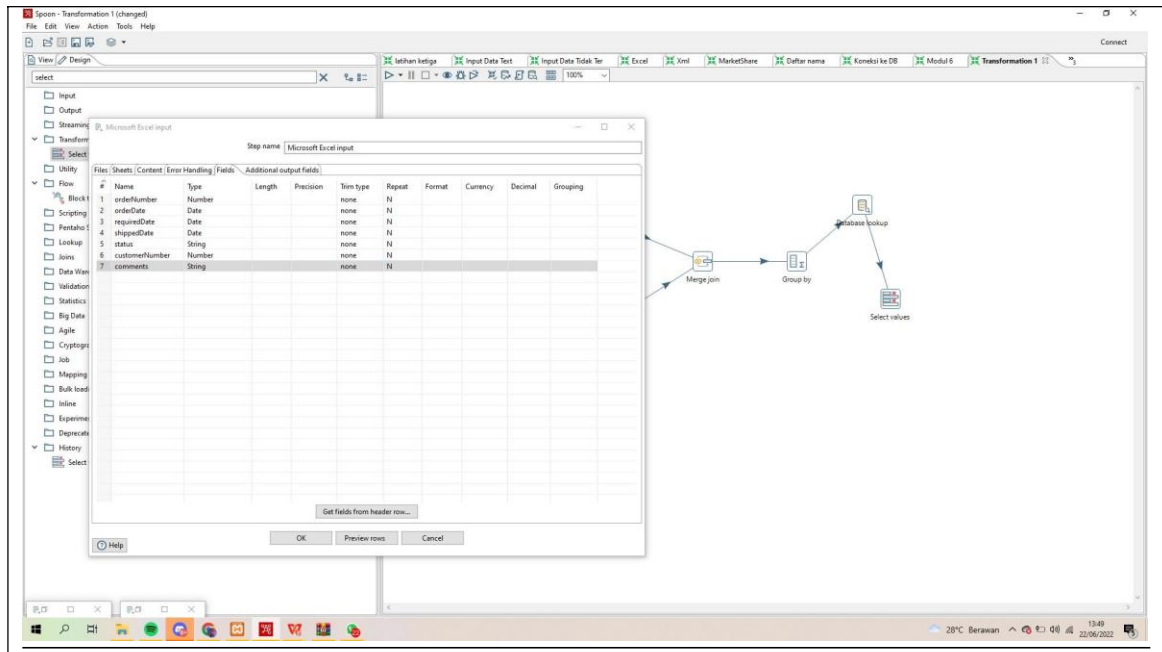 Spoon - Transformation 1 (changed)
File Edit View Action Tools Help
Connect
View Design
latihan ketiga Input Data Text Input Data Tidak Ter Excel Xml MarketShare Daftar nama Koneksi ke DB Modul 6 Transformation 1
select
100%
Input
Output
Streaming
Transform
Select
Utility
Flow
Block t
Scripting
Pentaho S
Lookup
Joins
Data War
Validation
Statistics
Big Data
Agile
Cryptogra
Job
Mapping
Bulk loadi
Inline
Experime
Deprecate
History
Select
Microsoft Excel input
Step name Microsoft Excel input
Files Sheets Content Error Handling Fields Additional output fields
# Name Type Length Precision Trim type Repeat Format Currency Decimal Grouping
1 orderNumber Number none N
2 orderDate Date none N
3 requiredDate Date none N
4 shippedDate Date none N
5 status String none N
6 customerNumber Number none N
7 comments String none N
Get fields from header row...
OK Preview rows Cancel
Help
Database lookup
Merge join
Group by
Select values
28°C Berawan
13:49
22/06/2022